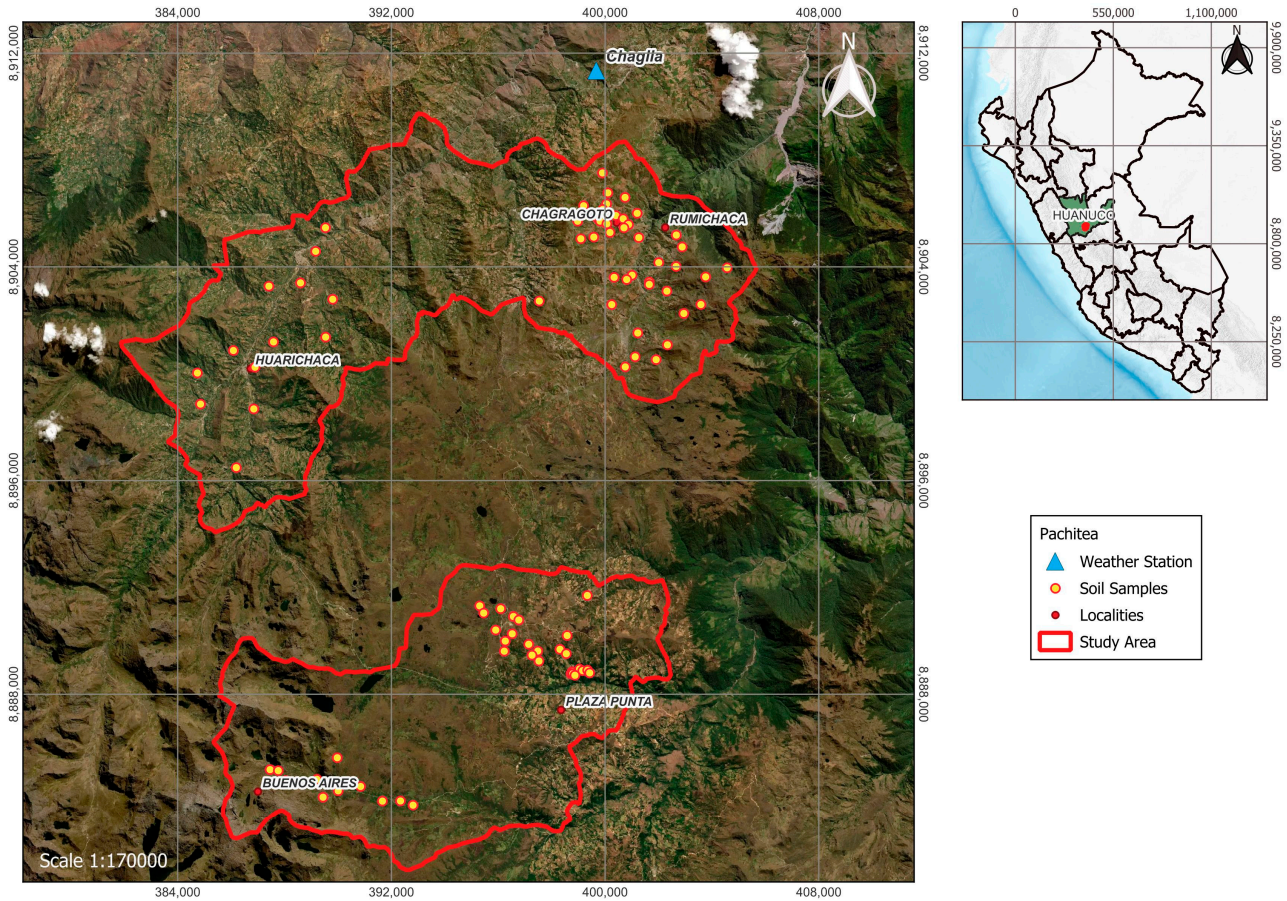 384,000
392,000
400,000
408,000
8,912,000
8,912,000
Chaglla
N
CHAGRAGOTO
RUMICHACA
8,904,000
8,904,000
HUARICHACA
8,896,000
8,896,000
8,888,000
8,888,000
PLAZA PUNTA
BUENOS AIRES
Scale 1:170000
384,000
392,000
400,000
408,000
0
550,000
1,100,000
N
9,900,000
9,350,000
HUANUCO
8,800,000
8,250,000
Pachitea
Weather Station
Soil Samples
Localities
Study Area